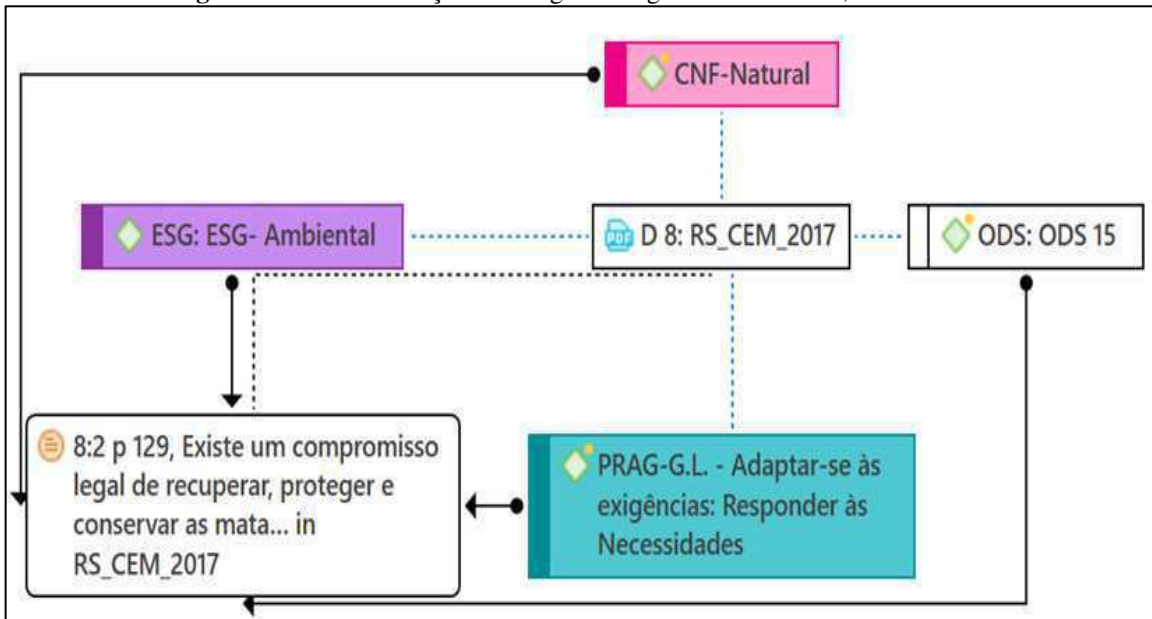 CNF-Natural
ESG: ESG- Ambiental
PDF
D 8: RS_CEM_2017
ODS: ODS 15
8:2 p 129, Existe um compromisso
legal de recuperar, proteger e
conservar as mata... in
RS_CEM_2017
PRAG-G.L. - Adaptar-se às
exigências: Responder às
Necessidades